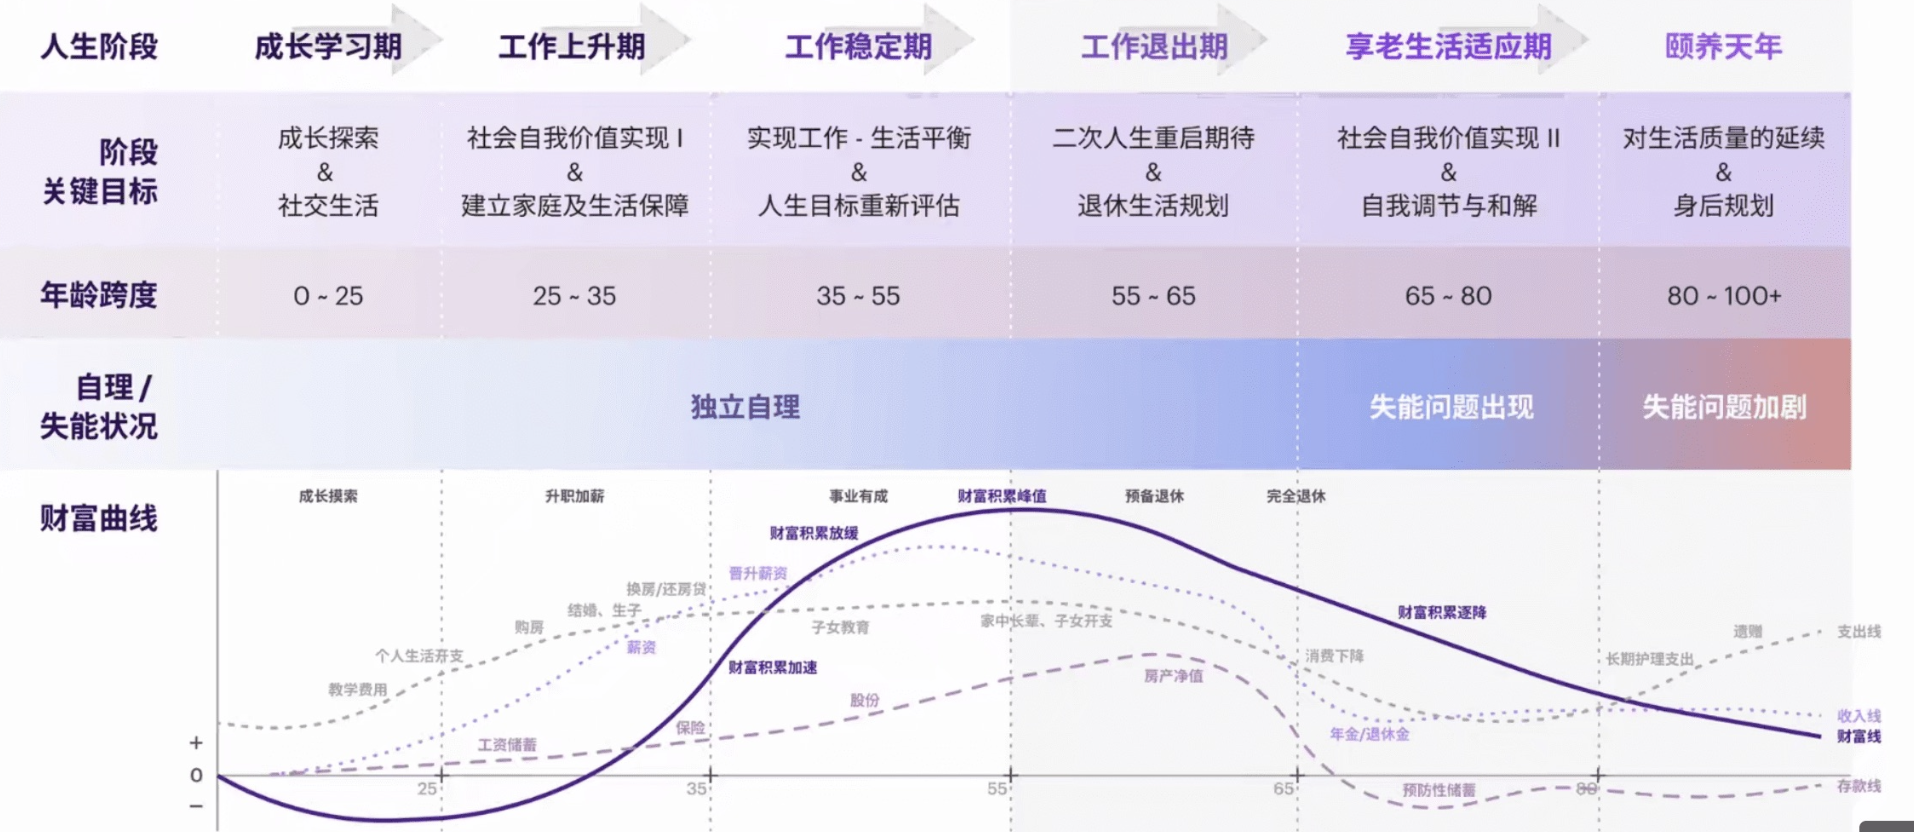 人生阶段 成长学习期 工作上升期 工作稳定期 工作退出期 享老生活适应期 颐养天年
阶段
关键目标
成长探索
&
社交生活
社会自我价值实现 I
&
建立家庭及生活保障
实现工作 - 生活平衡
&
人生目标重新评估
二次人生重启期待
&
退休生活规划
社会自我价值实现 II
&
自我调节与和解
对生活质量的延续
&
身后规划
年龄跨度 0 ~ 25 25 ~ 35 35 ~ 55 55 ~ 65 65 ~ 80 80 ~ 100+
自理 /
失能状况
独立自理 失能问题出现 失能问题加剧
财富曲线
成长摸索 升职加薪 事业有成 财富积累峰值 预备退休 完全退休
财富积累放缓
晋升薪资
换房/还房贷
结婚、生子
购房
薪资
子女教育
家中长辈、子女开支
财富积累逐降
个人生活开支
教学费用
财富积累加速
消费下降
长期护理支出
遗赠
支出线
房产净值
股份
保险
工资储蓄
年金/退休金
收入线
财富线
+
0
−
25 35 55 65 80
预防性储蓄
存款线